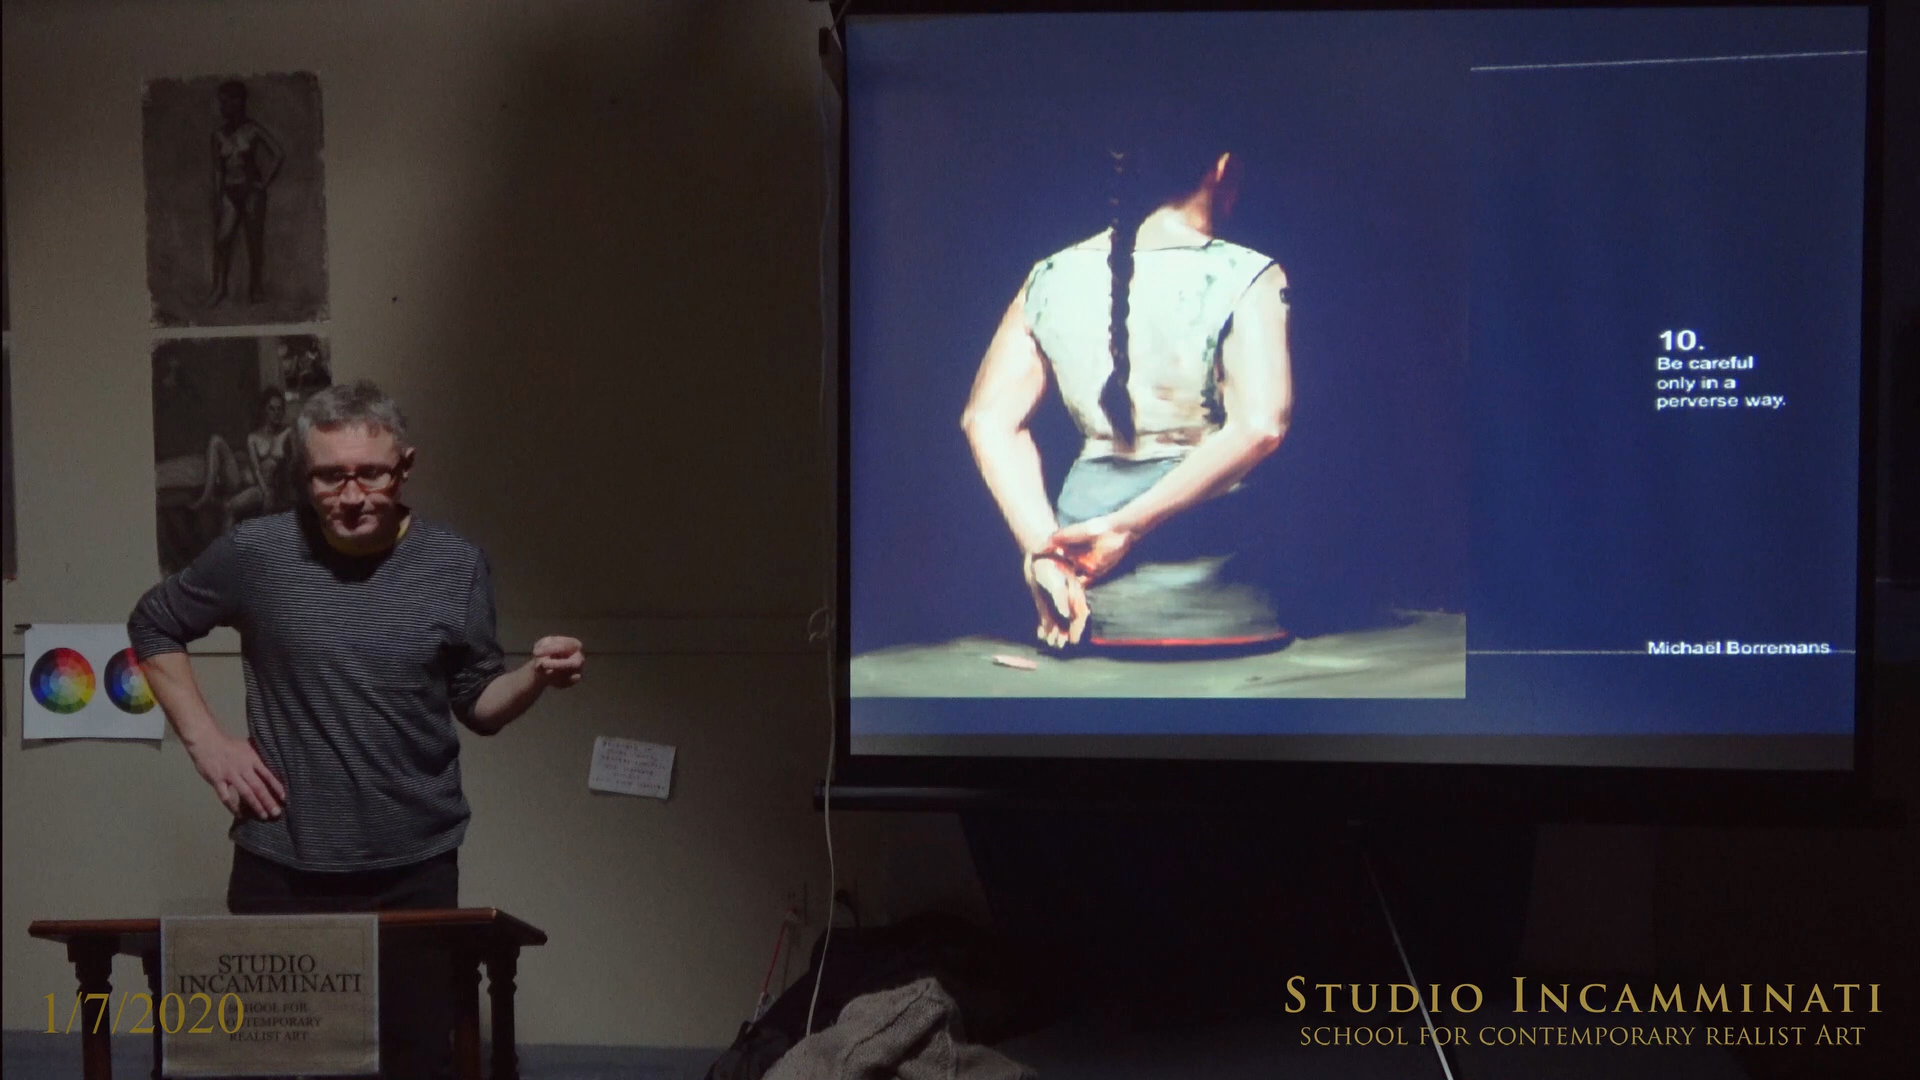 10.
Be careful
only in a
perverse way.
Michaël Borremans
STUDIO
INCAMMINATI
SCHOOL FOR
CONTEMPORARY
REALIST ART
1/7/2020
STUDIO INCAMMINATI
SCHOOL FOR CONTEMPORARY REALIST ART